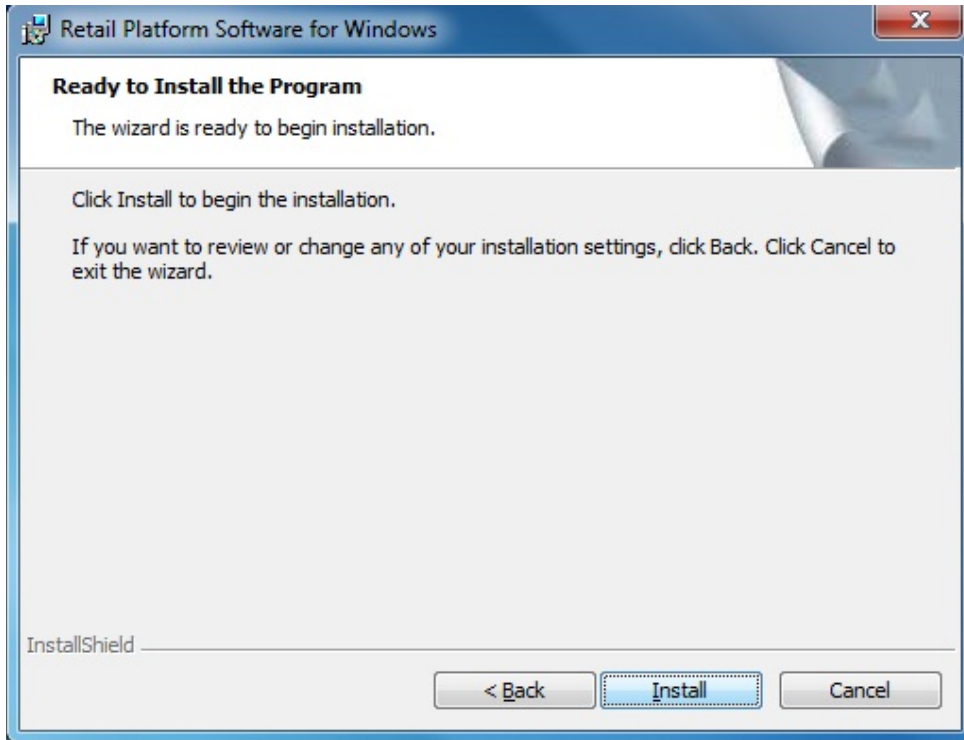 Retail Platform Software for Windows
Ready to Install the Program
The wizard is ready to begin installation.
Click Install to begin the installation.
If you want to review or change any of your installation settings, click Back. Click Cancel to
exit the wizard.
InstallShield
< Back
Install
Cancel